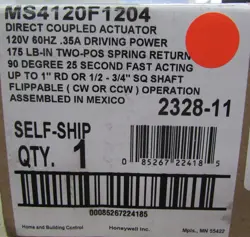 MS4120F1204
DIRECT COUPLED ACTUATOR
120V 60HZ .35A DRIVING POWER
175 LB-IN TWO-POS SPRING RETURN
90 DEGREE 25 SECOND FAST ACTING
UP TO 1" RD OR 1/2 - 3/4" SQ SHAFT
FLIPPABLE ( CW OR CCW ) OPERATION
ASSEMBLED IN MEXICO
2328-11
SELF-SHIP
QTY. 1
0 85267 22418 5
00085267224185
Home and Building Control Honeywell Inc. Mpls, MN 55422